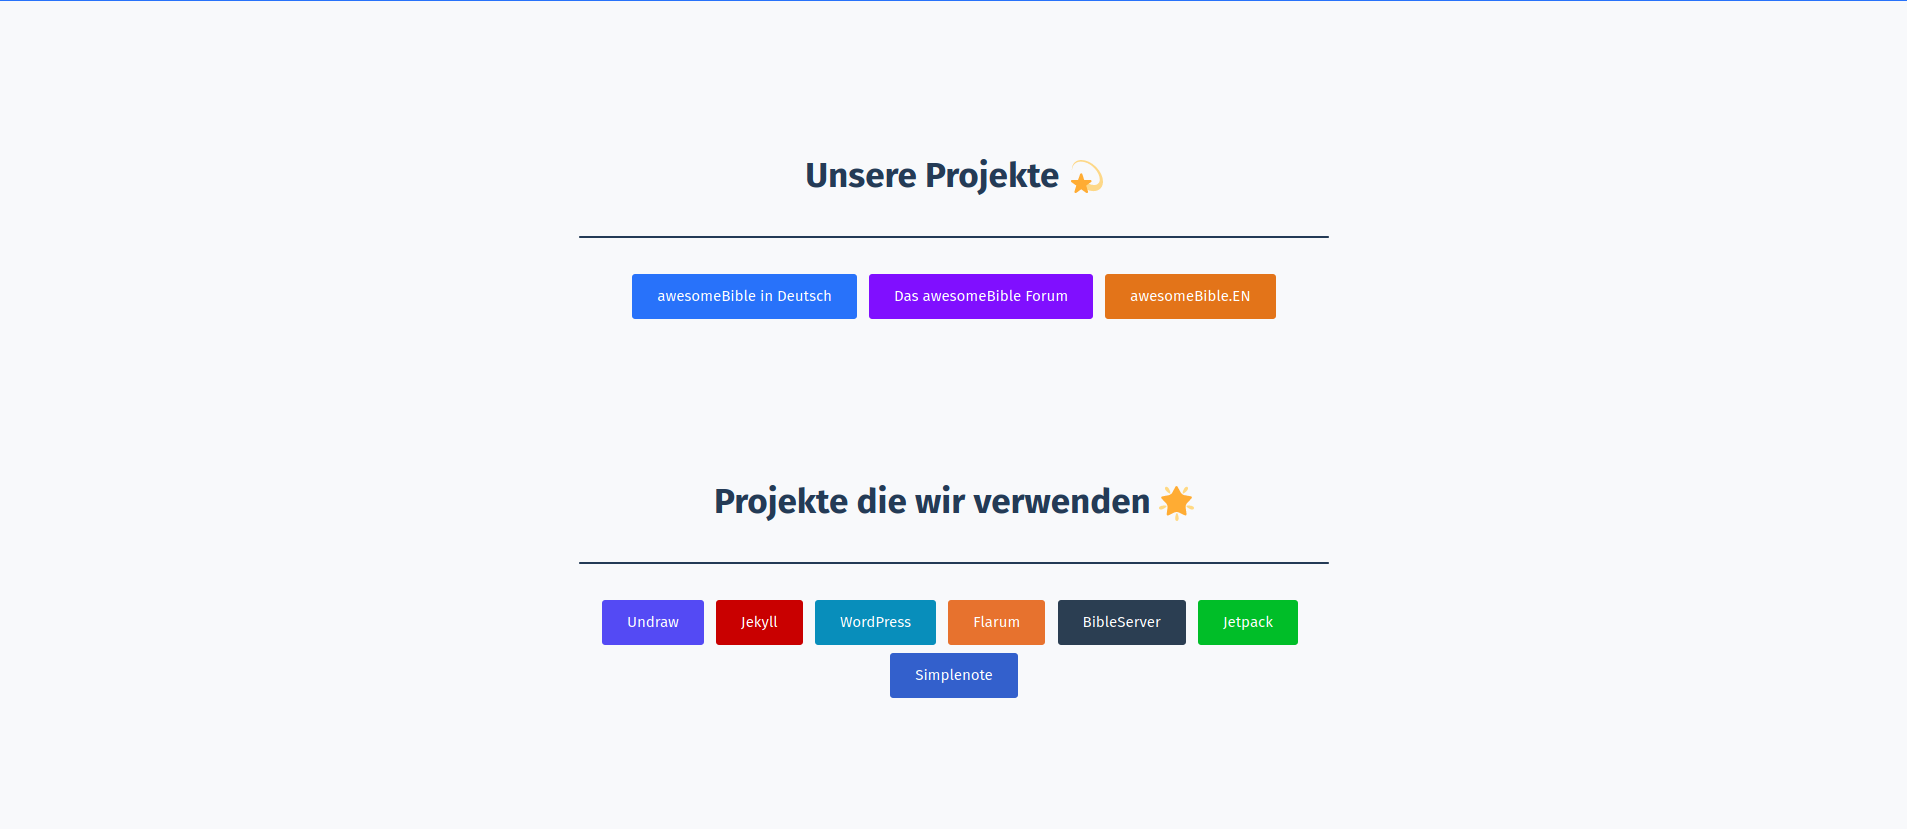 Unsere Projekte 💫
awesomeBible in Deutsch Das awesomeBible Forum awesomeBible.EN
Projekte die wir verwenden 🌟
Undraw Jekyll WordPress Flarum BibleServer Jetpack
Simplenote